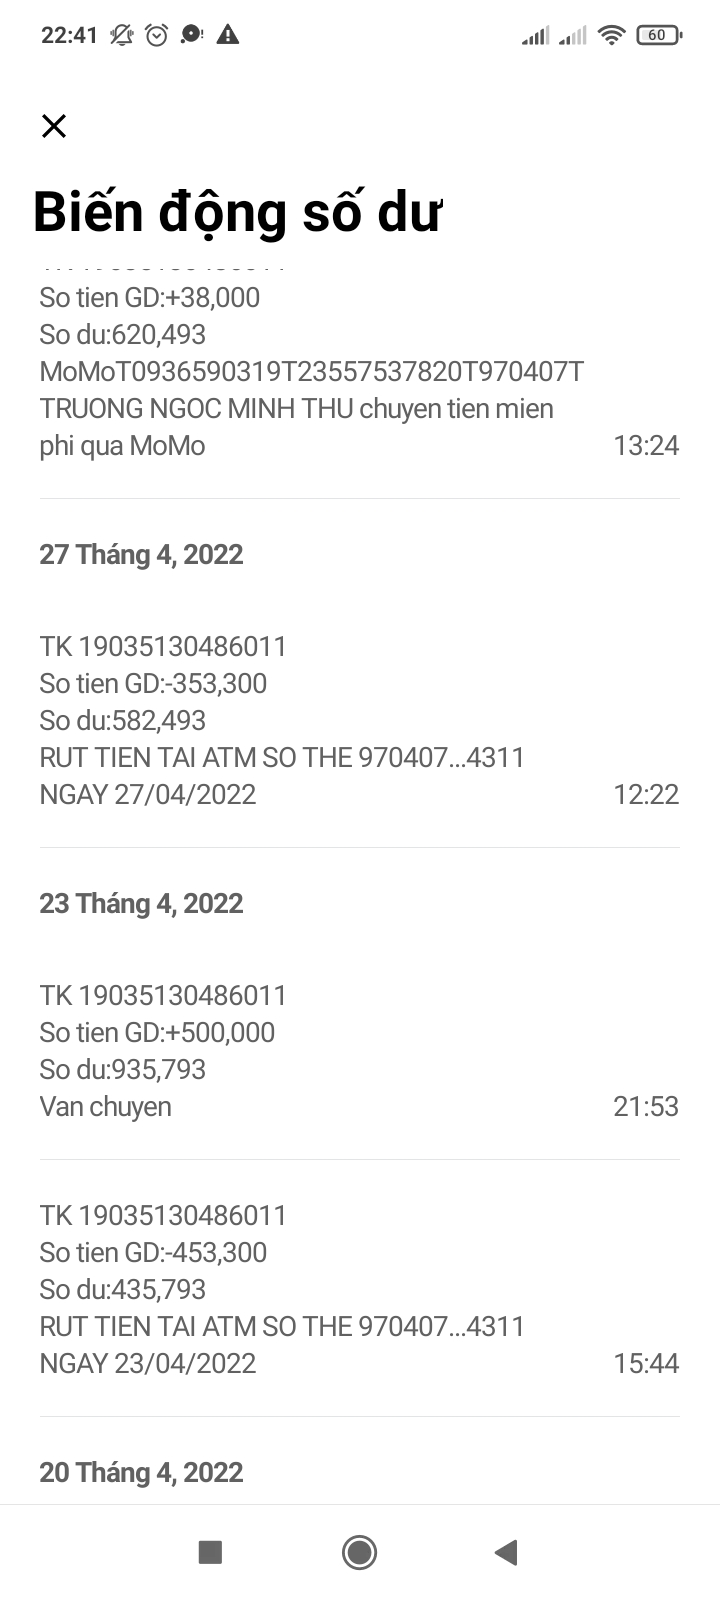 22:41
60
Biến động số dư
So tien GD:+38,000
So du:620,493
MoMoT0936590319T23557537820T970407T
TRUONG NGOC MINH THU chuyen tien mien
phi qua MoMo 13:24
27 Tháng 4, 2022
TK 19035130486011
So tien GD:-353,300
So du:582,493
RUT TIEN TAI ATM SO THE 970407...4311
NGAY 27/04/2022 12:22
23 Tháng 4, 2022
TK 19035130486011
So tien GD:+500,000
So du:935,793
Van chuyen 21:53
TK 19035130486011
So tien GD:-453,300
So du:435,793
RUT TIEN TAI ATM SO THE 970407...4311
NGAY 23/04/2022 15:44
20 Tháng 4, 2022